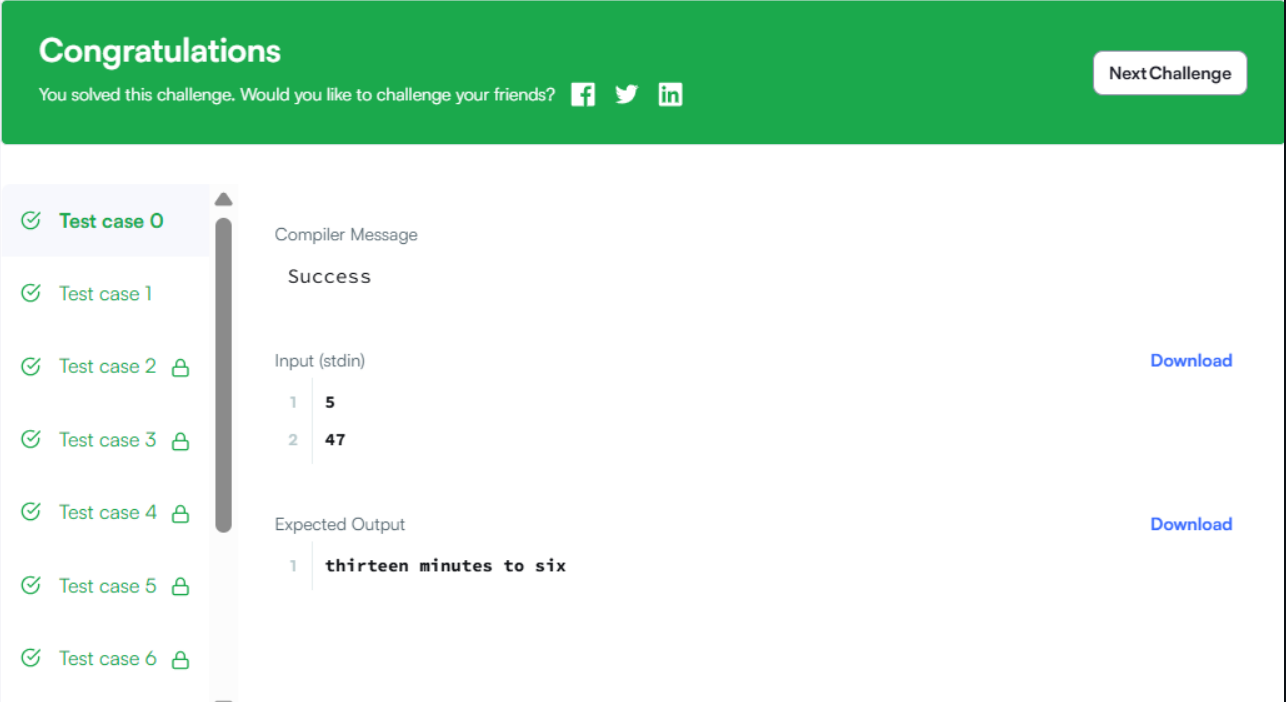 Congratulations
You solved this challenge. Would you like to challenge your friends?
Next Challenge
Test case 0
Test case 1
Test case 2
Test case 3
Test case 4
Test case 5
Test case 6
Compiler Message
Success
Input (stdin)
Download
1 5
2 47
Expected Output
Download
1 thirteen minutes to six